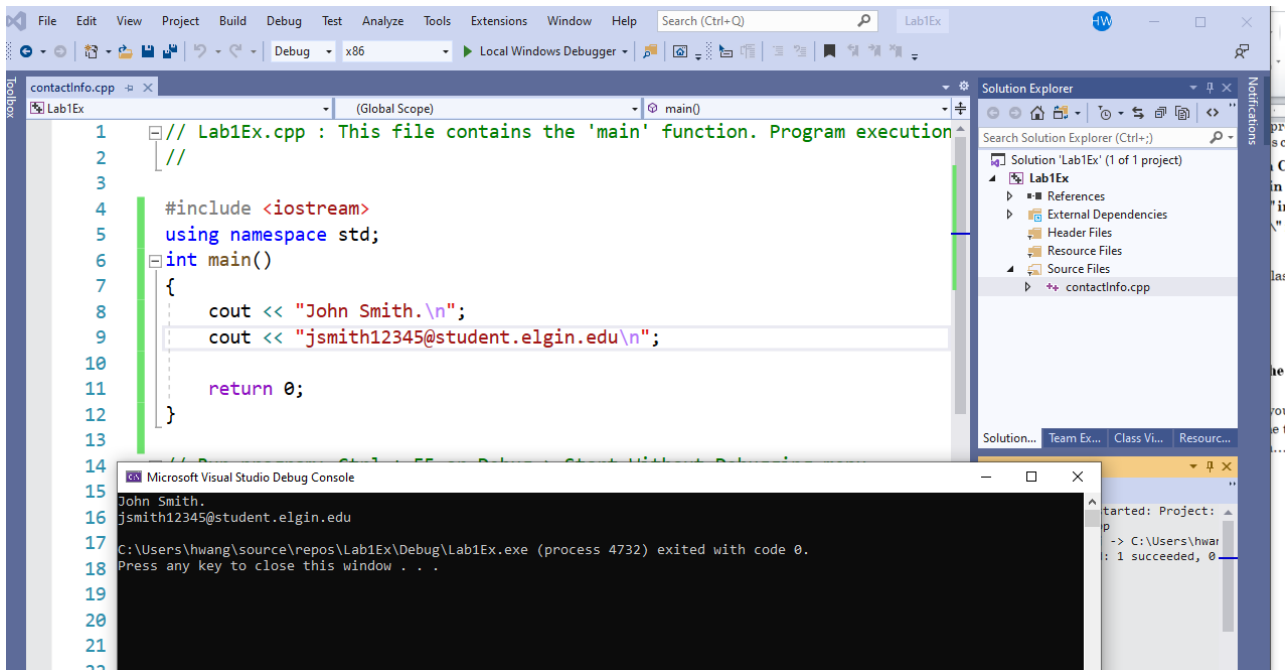 File Edit View Project Build Debug Test Analyze Tools Extensions Window Help Search (Ctrl+Q) Lab1Ex HW
Debug x86 Local Windows Debugger
Toolbox
contactInfo.cpp
Lab1Ex (Global Scope) main()
1 // Lab1Ex.cpp : This file contains the 'main' function. Program execution
2 //
3
4 #include <iostream>
5 using namespace std;
6 int main()
7 {
8 cout << "John Smith.\n";
9 cout << "jsmith12345@student.elgin.edu\n";
10
11 return 0;
12 }
13
14
15
16
17
18
19
20
21
Solution Explorer
Search Solution Explorer (Ctrl+;)
Solution 'Lab1Ex' (1 of 1 project)
Lab1Ex
References
External Dependencies
Header Files
Resource Files
Source Files
contactInfo.cpp
Solution... Team Ex... Class Vi... Resourc...
Notifications
Microsoft Visual Studio Debug Console
John Smith.
jsmith12345@student.elgin.edu
C:\Users\hwang\source\repos\Lab1Ex\Debug\Lab1Ex.exe (process 4732) exited with code 0.
Press any key to close this window . . .
tarted: Project:
p
-> C:\Users\hwar
: 1 succeeded, 0